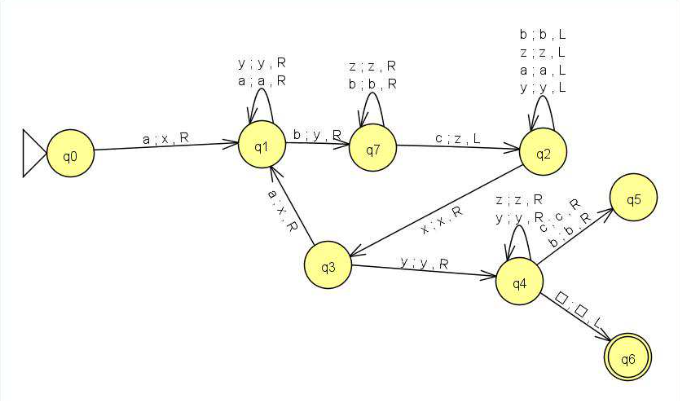 b ; b , L
z ; z , L
a ; a , L
y ; y , L
y ; y , R
a ; a , R
z ; z , R
b ; b , R
q0
a ; x , R
q1
b ; y , R
q7
c ; z , L
q2
a ; x , R
x ; x , R
z ; z , R
y ; y , R
c ; c , R
b ; b , R
q5
q3
y ; y , R
q4
□ ; □ , L
q6